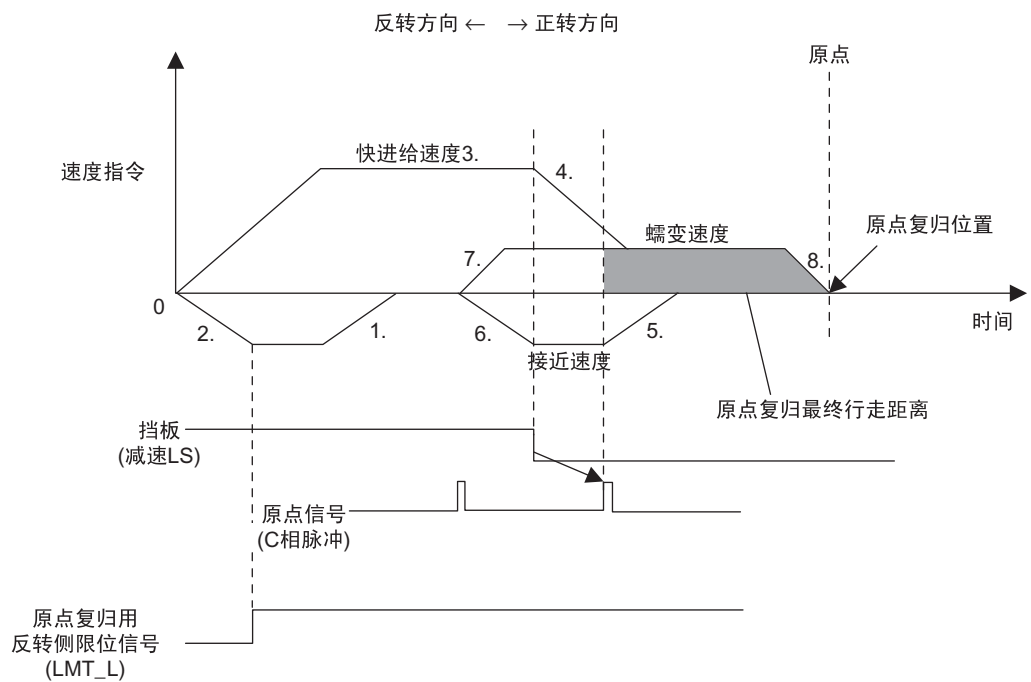 反转方向 ← → 正转方向
原点
速度指令
快进给速度3.
4.
蠕变速度
原点复归位置
7.
8.
0
时间
2.
1.
6.
5.
接近速度
原点复归最终行走距离
挡板
(减速LS)
原点信号
(C相脉冲)
原点复归用
反转侧限位信号
(LMT_L)